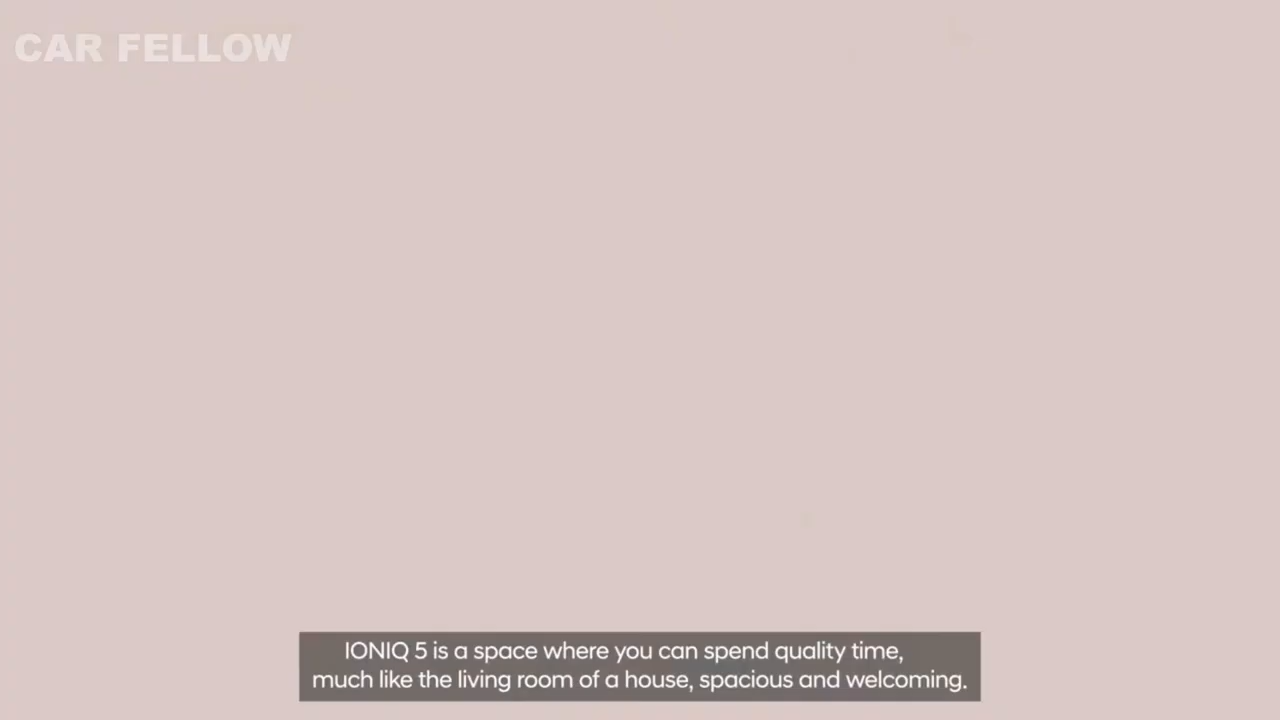 CAR FELLOW
IONIQ 5 is a space where you can spend quality time,
much like the living room of a house, spacious and welcoming.